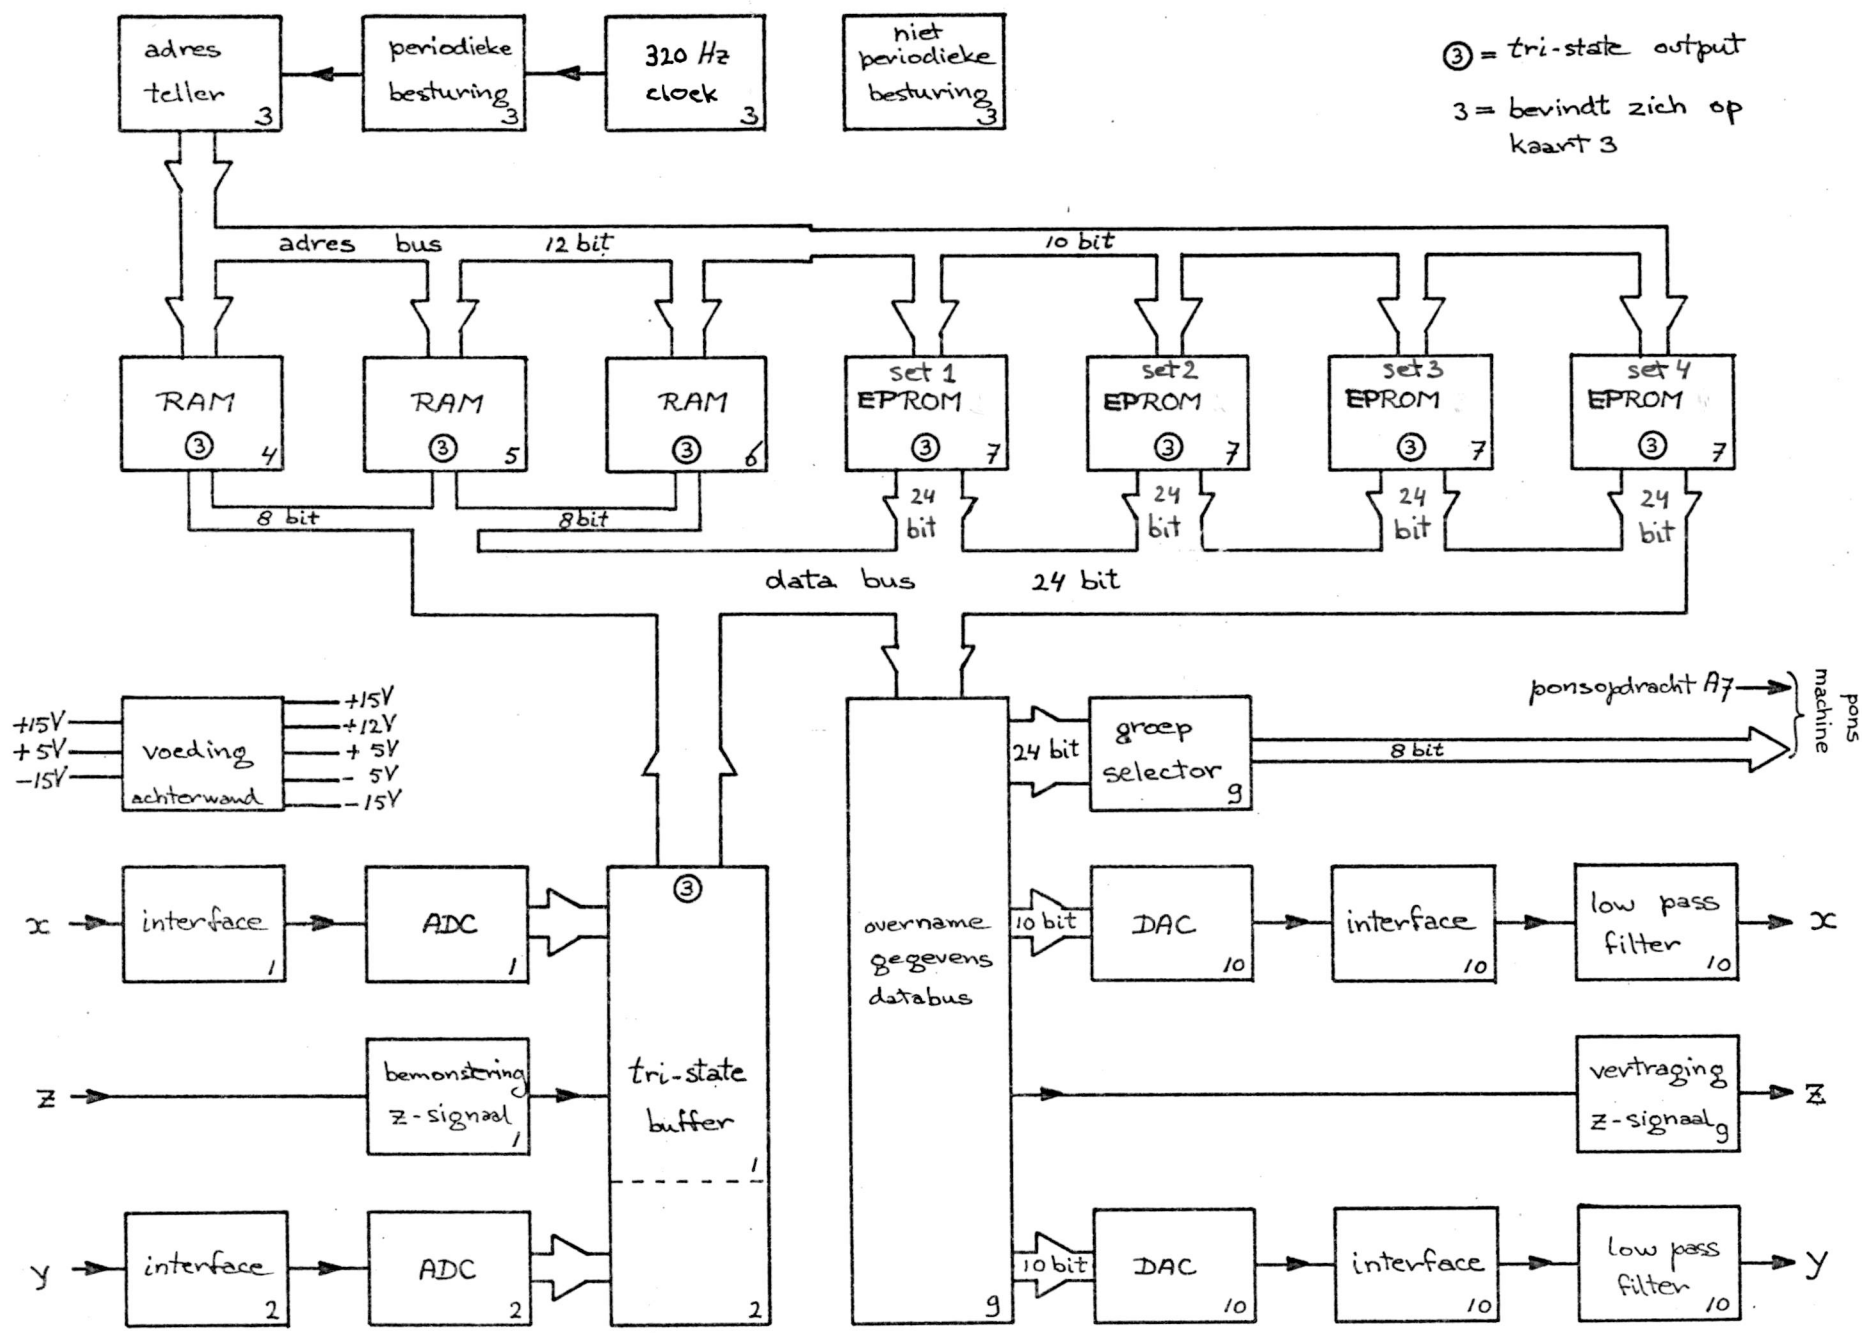 adres
teller
3
periodieke
besturing
3
320 Hz
clock
3
niet
periodieke
besturing
3
③ = tri-state output
3 = bevindt zich op
kaart 3
adres bus 12 bit 10 bit
RAM
③
4
RAM
③
5
RAM
③
6
set 1
EPROM
③
7
set 2
EPROM
③
7
set 3
EPROM
③
7
set 4
EPROM
③
7
8 bit
8 bit
24
bit
24
bit
24
bit
24
bit
data bus 24 bit
+15V
+5V
-15V
voeding
achterwand
+15V
+12V
+ 5V
- 5V
-15V
24 bit
groep
selector
9
ponsopdracht A7
8 bit
pons
machine
x
interface
1
ADC
1
z
bemonstering
z-signaal
1
y
interface
2
ADC
2
③
tri-state
buffer
1
2
overname
gegevens
databus
9
10 bit
DAC
10
interface
10
low pass
filter
10
x
vertraging
z-signaal
9
z
10 bit
DAC
10
interface
10
low pass
filter
10
y